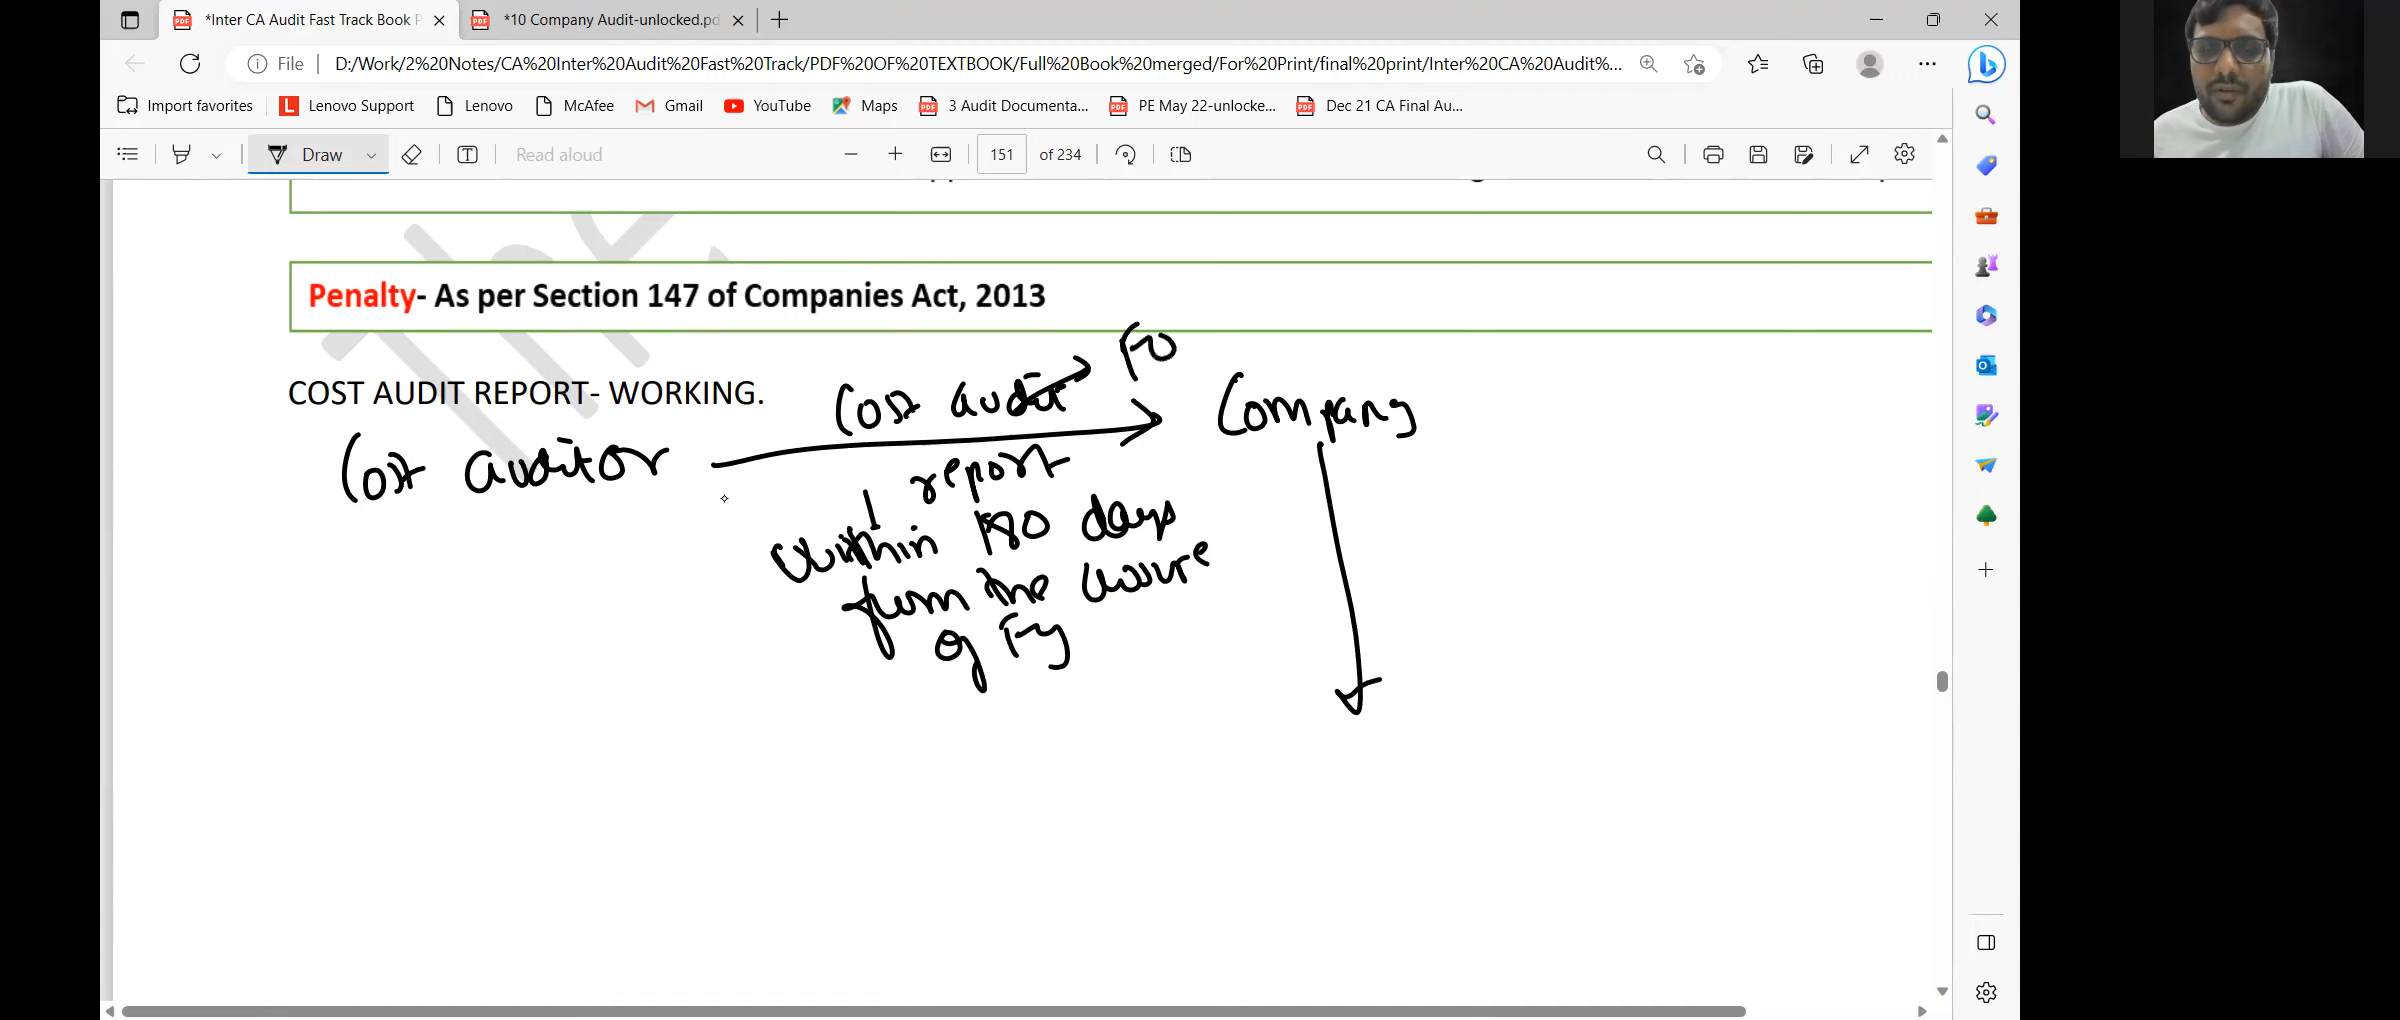 *Inter CA Audit Fast Track Book P
*10 Company Audit-unlocked.pd
File
D:/Work/2%20Notes/CA%20Inter%20Audit%20Fast%20Track/PDF%20OF%20TEXTBOOK/Full%20Book%20merged/For%20Print/final%20print/Inter%20CA%20Audit%...
Import favorites
Lenovo Support
Lenovo
McAfee
Gmail
YouTube
Maps
3 Audit Documenta...
PE May 22-unlocke...
Dec 21 CA Final Au...
Draw
Read aloud
151
of 234
Penalty- As per Section 147 of Companies Act, 2013
COST AUDIT REPORT- WORKING.
Cost auditor
Cost audit
report
Company
within 180 days
from the closure
of Fy